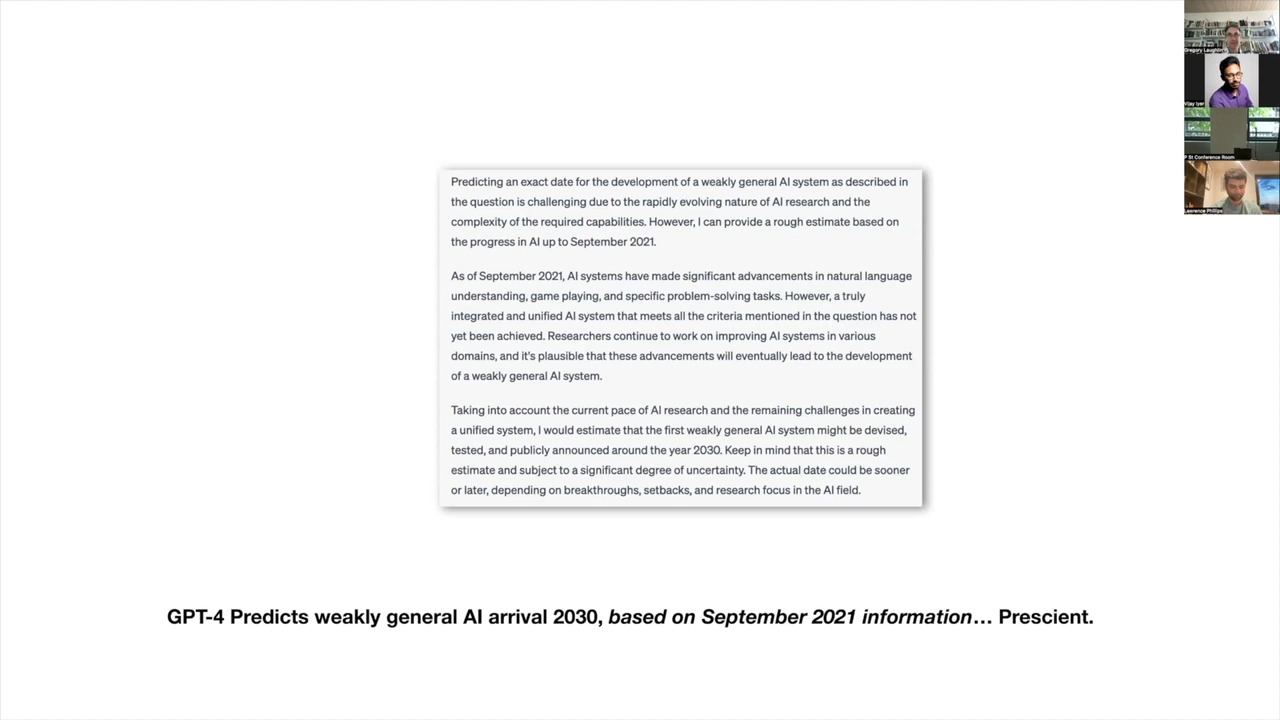 Predicting an exact date for the development of a weakly general AI system as described in
the question is challenging due to the rapidly evolving nature of AI research and the
complexity of the required capabilities. However, I can provide a rough estimate based on
the progress in AI up to September 2021.
As of September 2021, AI systems have made significant advancements in natural language
understanding, game playing, and specific problem-solving tasks. However, a truly
integrated and unified AI system that meets all the criteria mentioned in the question has not
yet been achieved. Researchers continue to work on improving AI systems in various
domains, and it's plausible that these advancements will eventually lead to the development
of a weakly general AI system.
Taking into account the current pace of AI research and the remaining challenges in creating
a unified system, I would estimate that the first weakly general AI system might be devised,
tested, and publicly announced around the year 2030. Keep in mind that this is a rough
estimate and subject to a significant degree of uncertainty. The actual date could be sooner
or later, depending on breakthroughs, setbacks, and research focus in the AI field.
GPT-4 Predicts weakly general AI arrival 2030, based on September 2021 information… Prescient.
Gregory Laughlin
Vijay Iyer
P St Conference Room
Lawrence Phillips